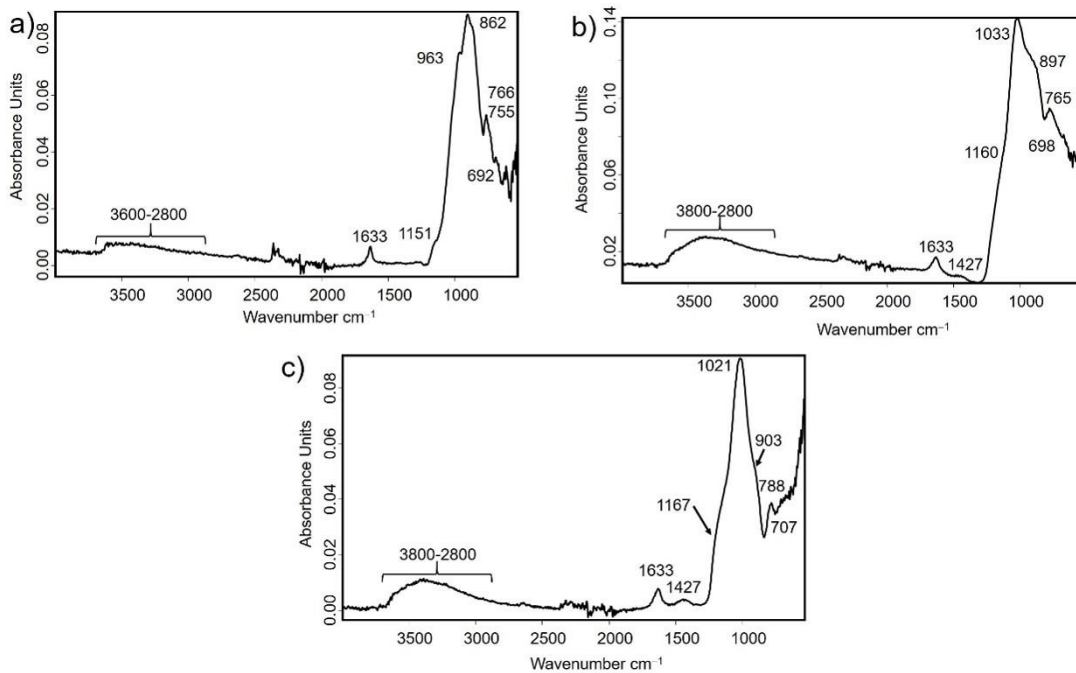 a)
Absorbance Units
0.00 0.02 0.04 0.06 0.08
963
862
766
755
692
3600-2800
1633
1151
3500 3000 2500 2000 1500 1000
Wavenumber cm⁻¹
b)
Absorbance Units
0.02 0.06 0.10 0.14
1033
897
765
698
1160
3800-2800
1633
1427
3500 3000 2500 2000 1500 1000
Wavenumber cm⁻¹
c)
Absorbance Units
0.00 0.02 0.04 0.06 0.08
1021
903
788
707
1167
3800-2800
1633
1427
3500 3000 2500 2000 1500 1000
Wavenumber cm⁻¹